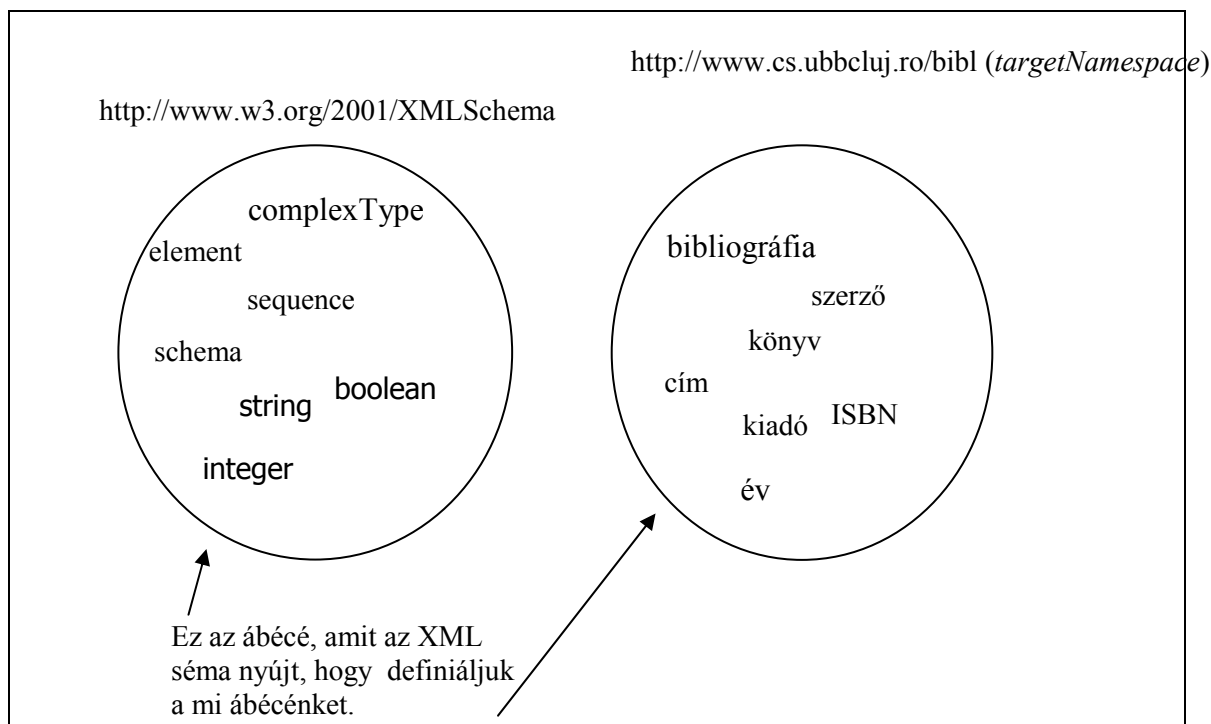 http://www.cs.ubbcluj.ro/bibl (targetNamespace)
http://www.w3.org/2001/XMLSchema
complexType
element
sequence
schema
string
boolean
integer
bibliográfia
szerző
könyv
cím
kiadó
ISBN
év
Ez az ábécé, amit az XML
séma nyújt, hogy definiáljuk
a mi ábécénket.